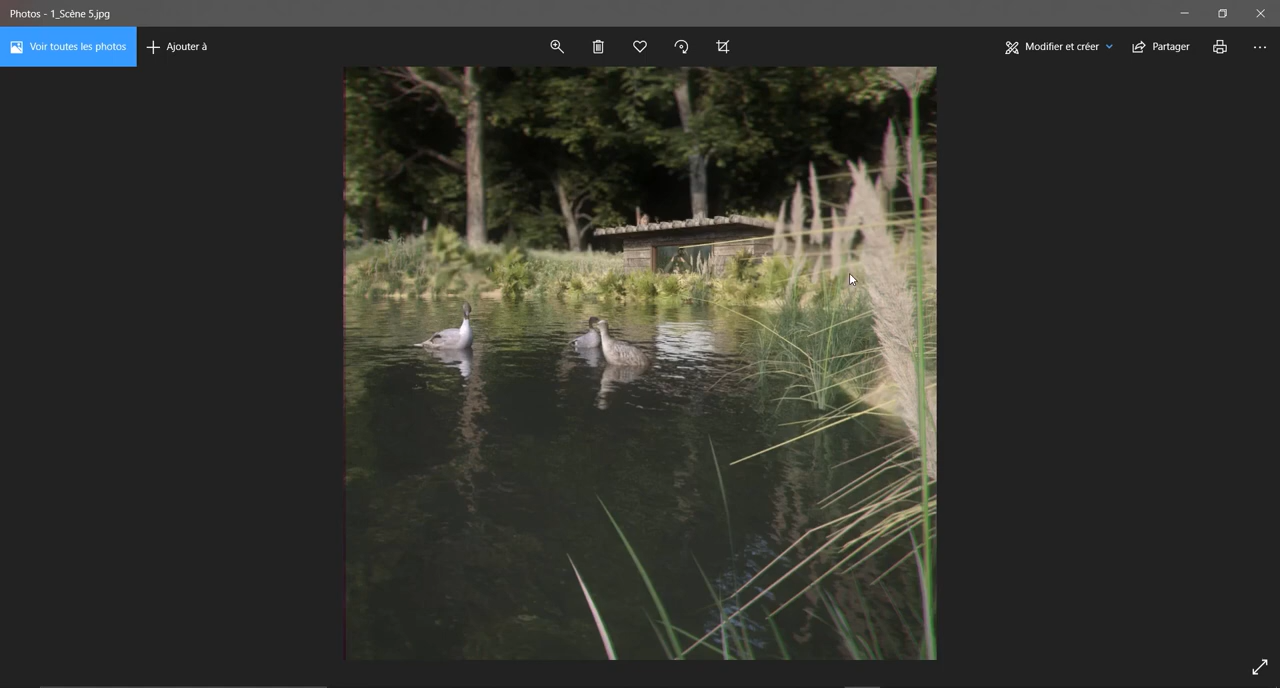 Photos - 1_Scène 5.jpg
Voir toutes les photos
Ajouter à
Modifier et créer
Partager